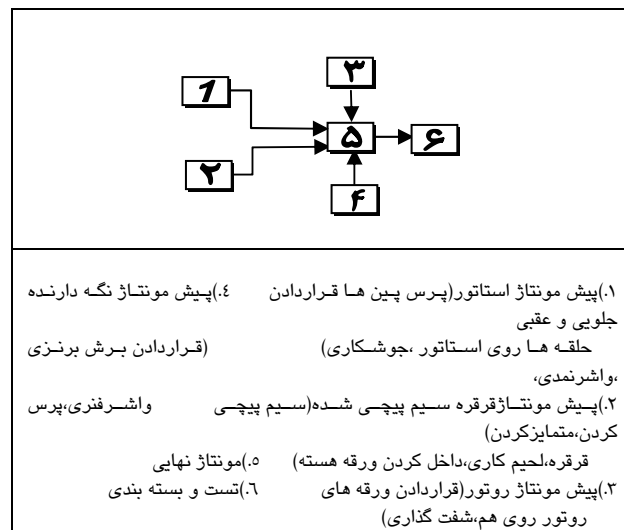 ۳
1
۵
۶
۲
۴
۱.)پیش مونتاژ استاتور(پرس پین ها قراردادن ۴.)پیش مونتاژ نگه دارنده
جلویی و عقبی
حلقه ها روی استاتور ،جوشکاری) (قراردادن برش برنزی
،واشرنمدی،
۲.)پیش مونتاژقرقره سیم پیچی شده(سیم پیچی واشرفنری،پرس
کردن،متمایزکردن)
قرقره،لحیم کاری،داخل کردن ورقه هسته) ۵.)مونتاژ نهایی
۳.)پیش مونتاژ روتور(قراردادن ورقه های ۶.)تست و بسته بندی
روتور روی هم،شفت گذاری)